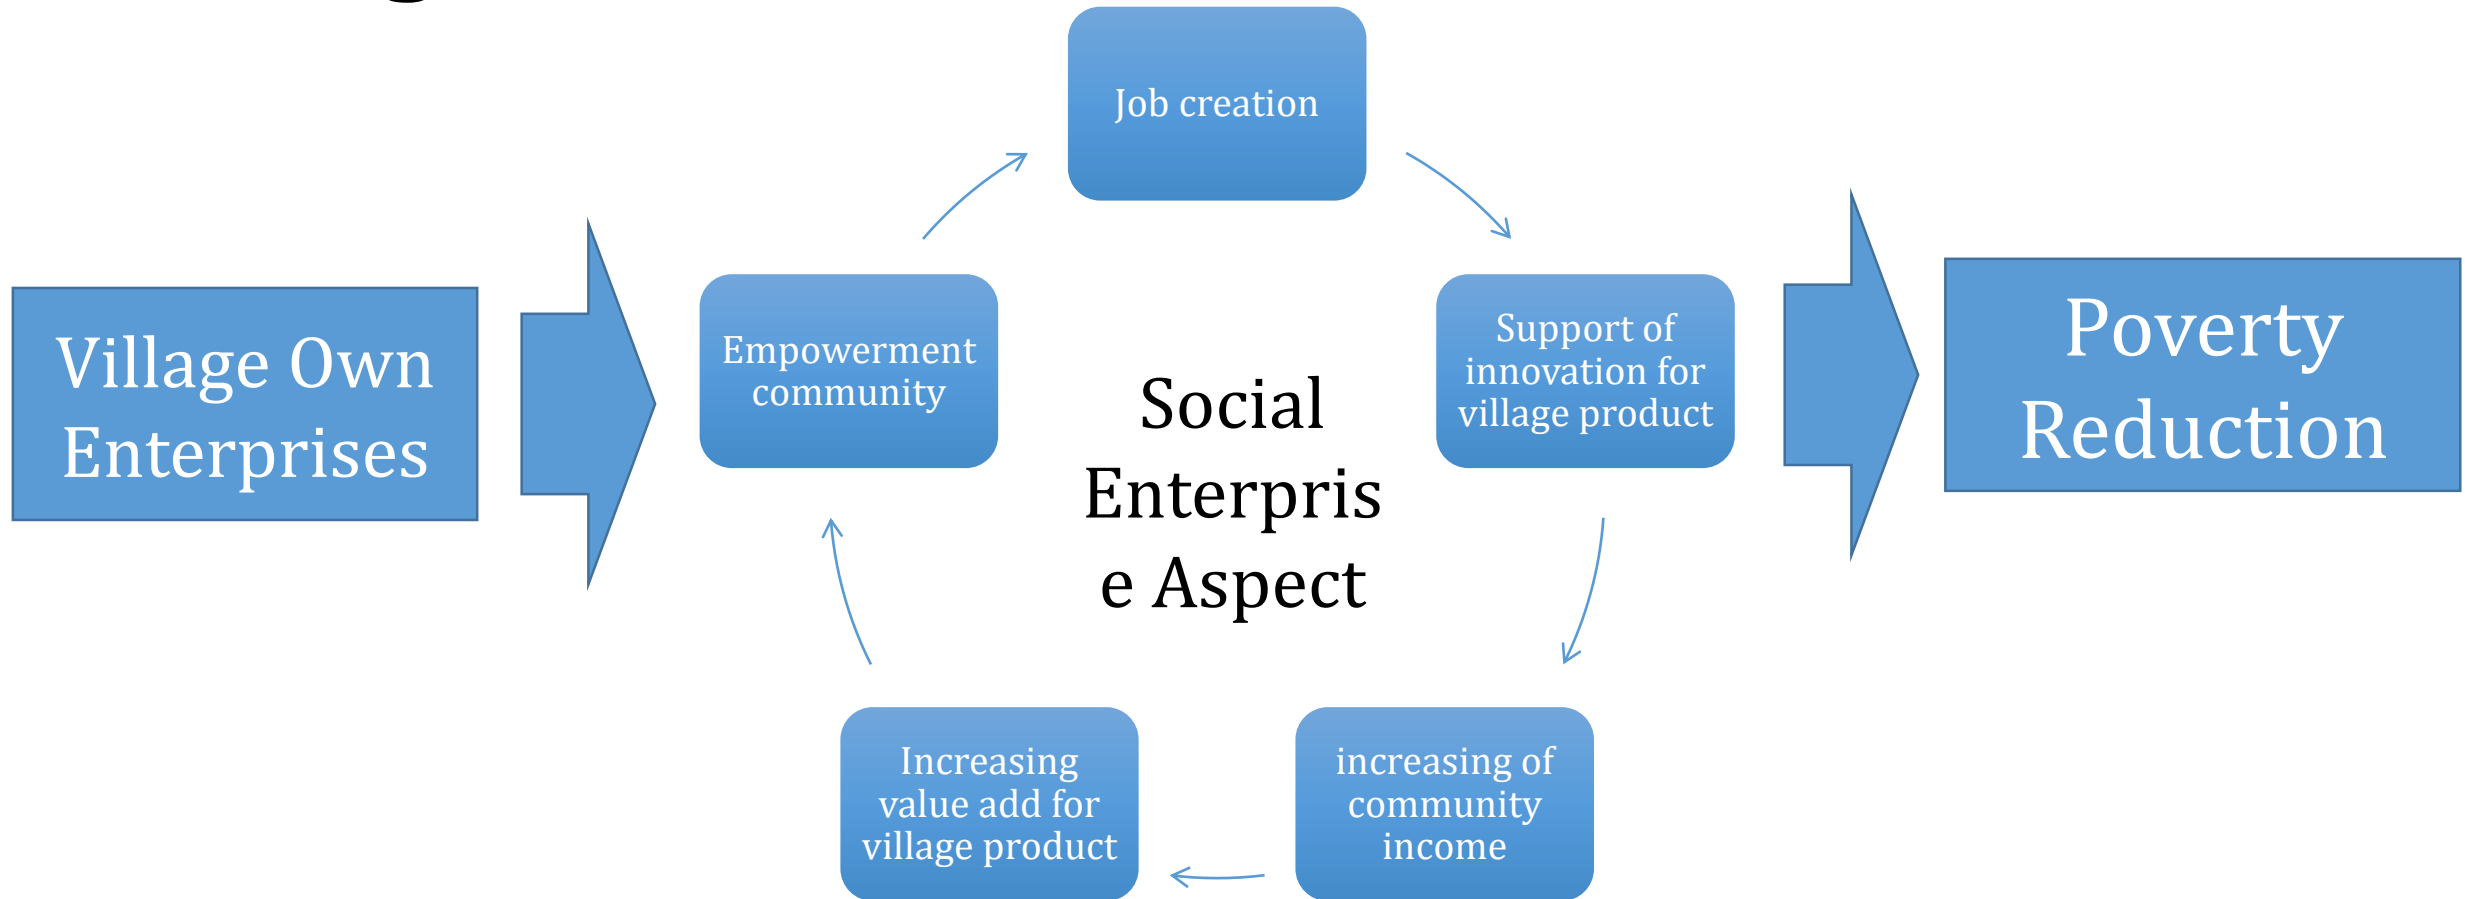 Job creation
Village Own
Enterprises
Empowerment
community
Social
Enterpris
e Aspect
Support of
innovation for
village product
Poverty
Reduction
Increasing
value add for
village product
increasing of
community
income